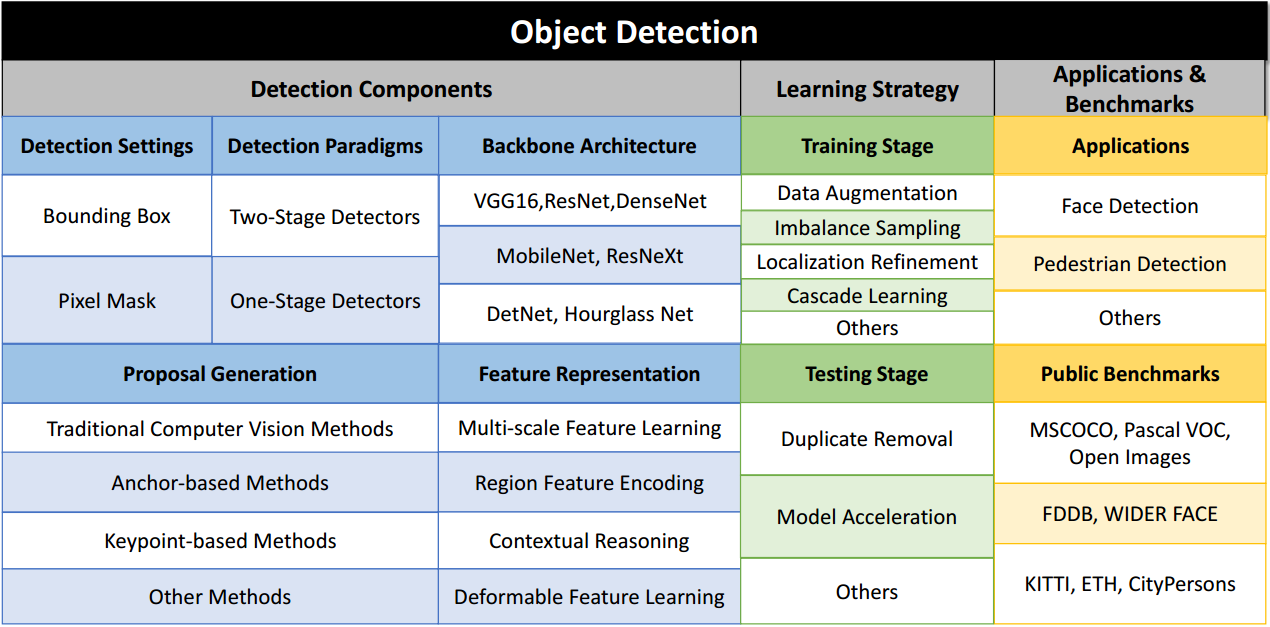 Object Detection
Detection Components
Learning Strategy
Applications &
Benchmarks
Detection Settings
Detection Paradigms
Backbone Architecture
Training Stage
Applications
Bounding Box
Pixel Mask
Two-Stage Detectors
One-Stage Detectors
VGG16,ResNet,DenseNet
MobileNet, ResNeXt
DetNet, Hourglass Net
Data Augmentation
Imbalance Sampling
Localization Refinement
Cascade Learning
Others
Face Detection
Pedestrian Detection
Others
Proposal Generation
Feature Representation
Testing Stage
Public Benchmarks
Traditional Computer Vision Methods
Anchor-based Methods
Keypoint-based Methods
Other Methods
Multi-scale Feature Learning
Region Feature Encoding
Contextual Reasoning
Deformable Feature Learning
Duplicate Removal
Model Acceleration
Others
MSCOCO, Pascal VOC,
Open Images
FDDB, WIDER FACE
KITTI, ETH, CityPersons